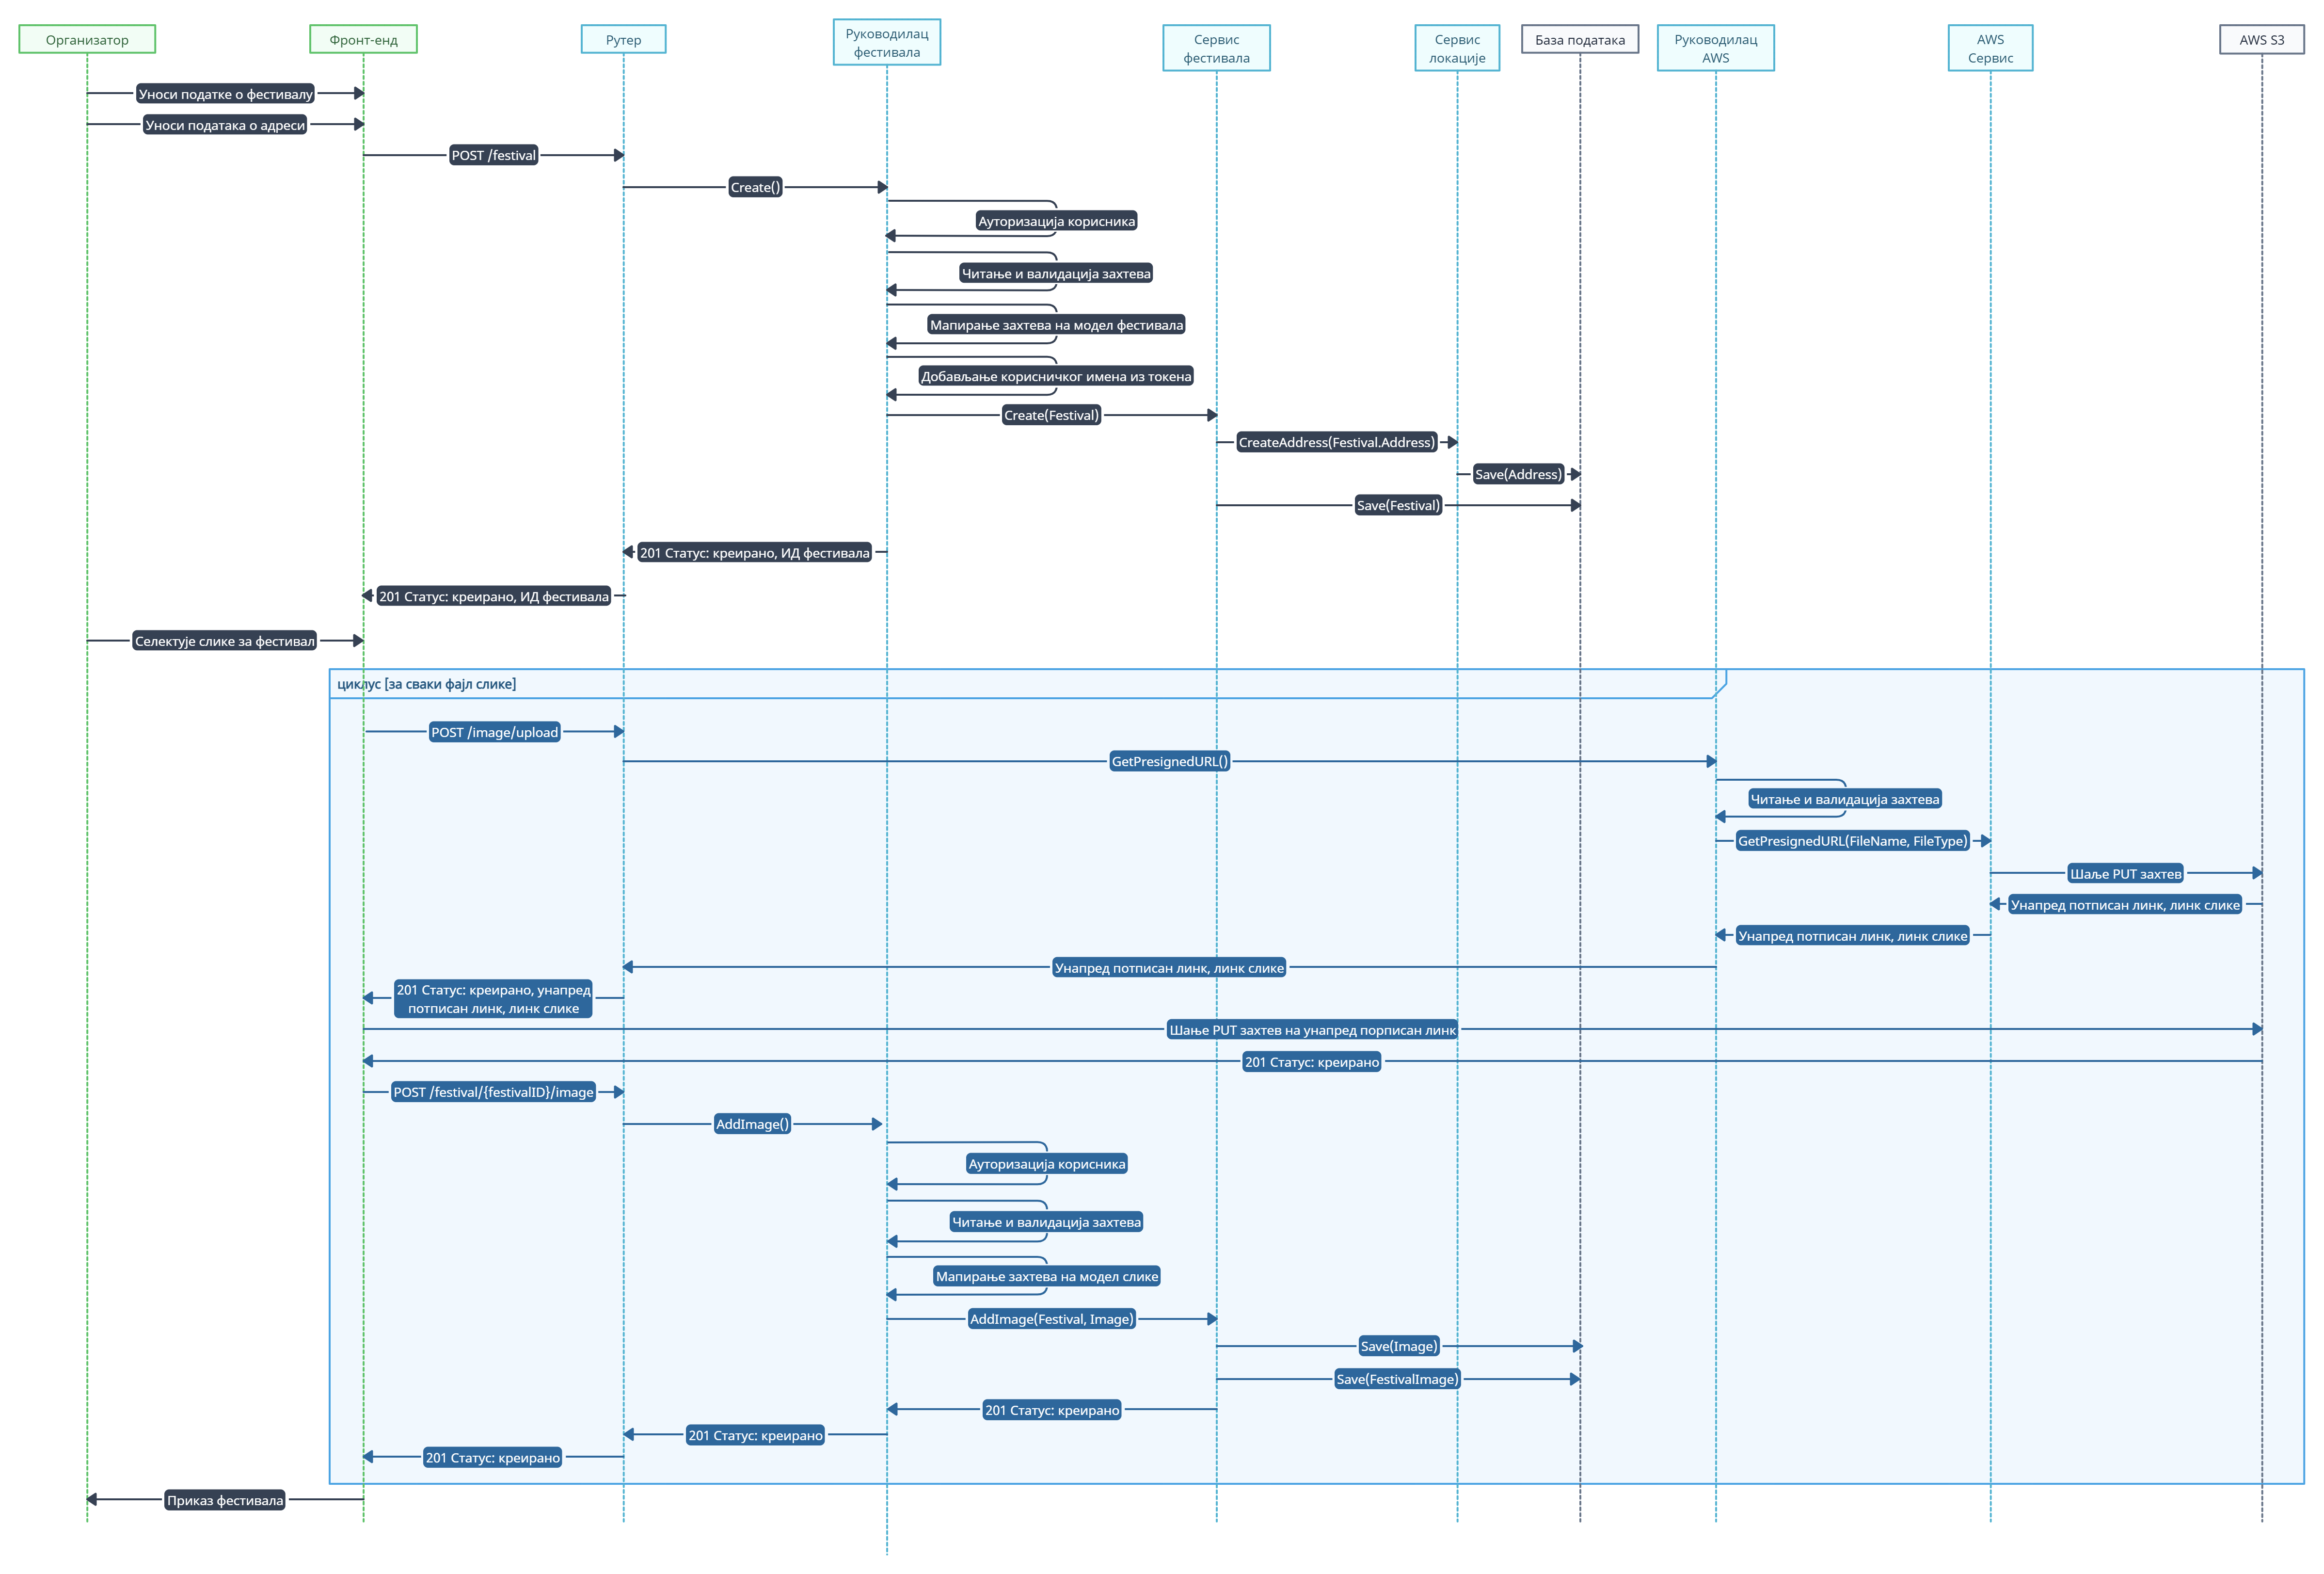 Организатор
Фронт-енд
Рутер
Руководилац
фестивала
Сервис
фестивала
Сервис
локације
База података
Руководилац
AWS
AWS
Сервис
AWS S3
Уноси податке о фестивалу
Уноси података о адреси
POST /festival
Create()
Ауторизација корисника
Читање и валидација захтева
Мапирање захтева на модел фестивала
Добављање корисничког имена из токена
Create(Festival)
CreateAddress(Festival.Address)
Save(Address)
Save(Festival)
201 Статус: креирано, ИД фестивала
201 Статус: креирано, ИД фестивала
Селектује слике за фестивал
циклус [за сваки фајл слике]
POST /image/upload
GetPresignedURL()
Читање и валидација захтева
GetPresignedURL(FileName, FileType)
Шаље PUT захтев
Унапред потписан линк, линк слике
Унапред потписан линк, линк слике
Унапред потписан линк, линк слике
201 Статус: креирано, унапред
потписан линк, линк слике
Шање PUT захтев на унапред порписан линк
201 Статус: креирано
POST /festival/{festivalID}/image
AddImage()
Ауторизација корисника
Читање и валидација захтева
Мапирање захтева на модел слике
AddImage(Festival, Image)
Save(Image)
Save(FestivalImage)
201 Статус: креирано
201 Статус: креирано
201 Статус: креирано
Приказ фестивала